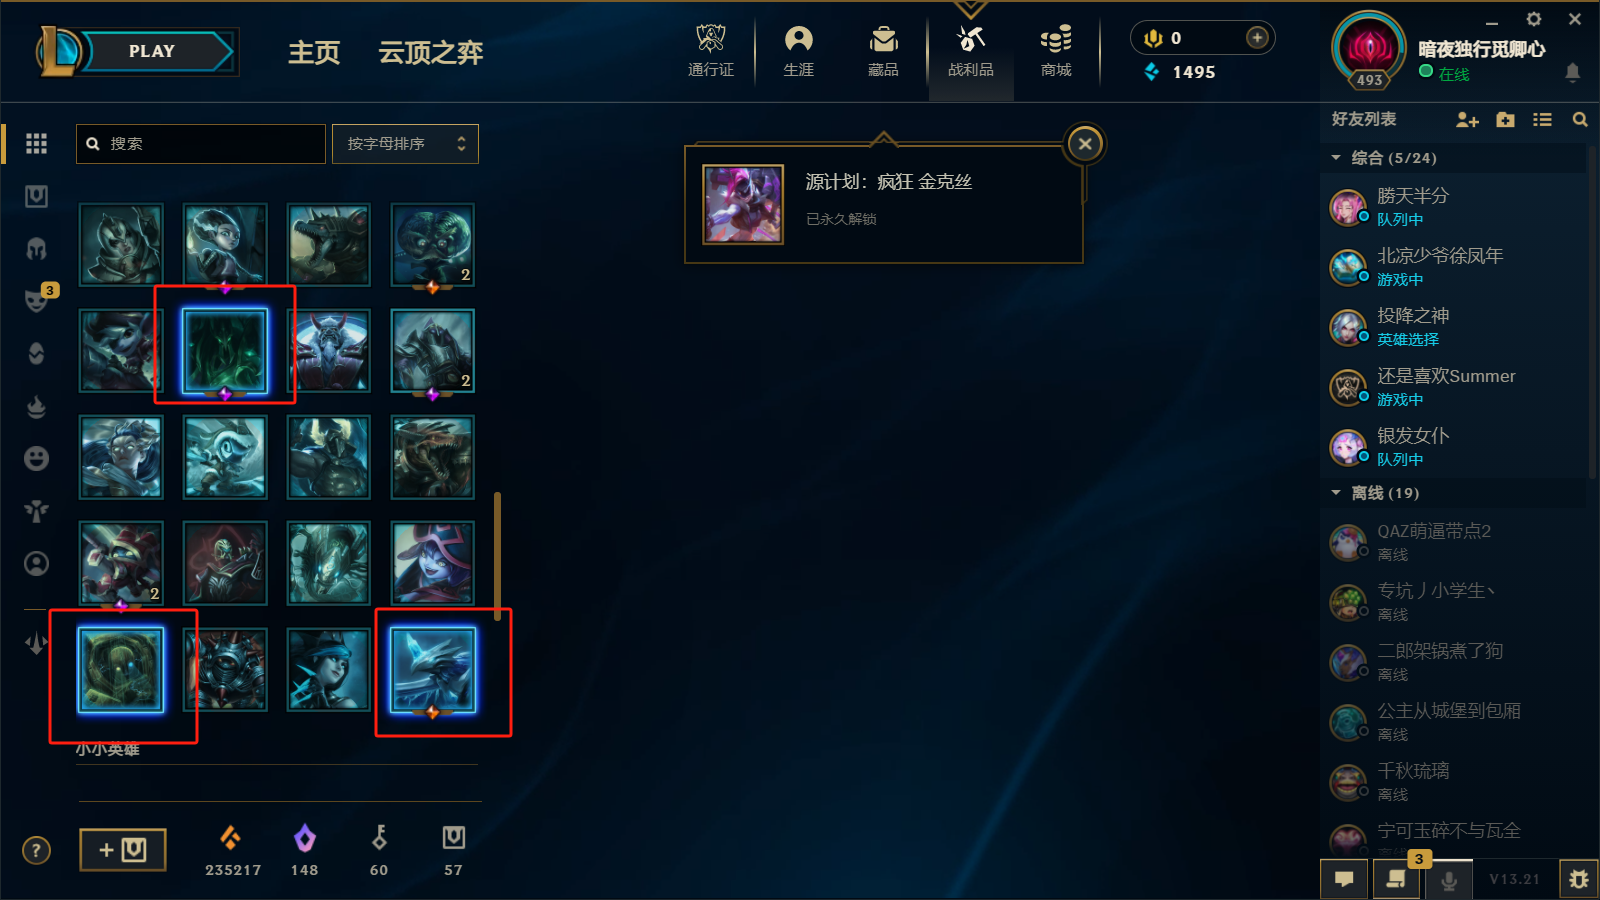 PLAY
主页
云顶之弈
通行证
生涯
藏品
战利品
商城
0
1495
493
暗夜独行觅卿心
在线
搜索
按字母排序
源计划：疯狂 金克丝
已永久解锁
好友列表
综合 (5/24)
勝天半分
队列中
北凉少爷徐凤年
游戏中
投降之神
英雄选择
还是喜欢Summer
游戏中
银发女仆
队列中
离线 (19)
QAZ萌逼带点2
离线
专坑丿小学生丶
离线
二郎架锅煮了狗
离线
公主从城堡到包厢
离线
千秋琉璃
离线
宁可玉碎不与瓦全
离线
3
2
2
2
小小英雄
?
+
235217
148
60
57
3
V13.21